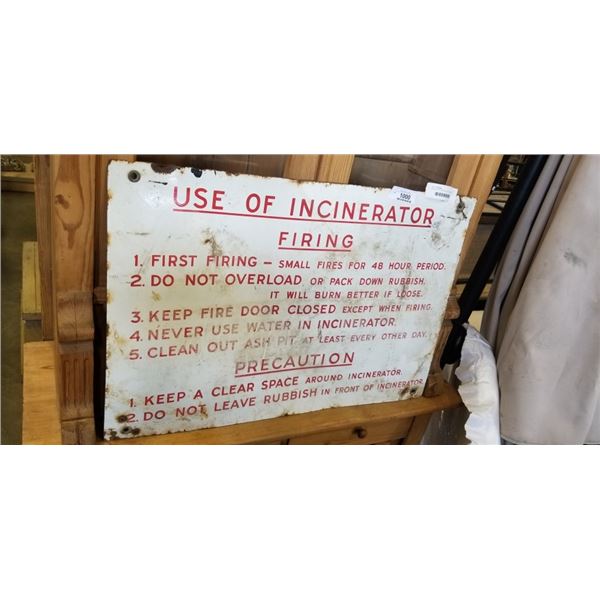 1000
USE OF INCINERATOR
FIRING
1. FIRST FIRING – SMALL FIRES FOR 48 HOUR PERIOD.
2. DO NOT OVERLOAD OR PACK DOWN RUBBISH.
IT WILL BURN BETTER IF LOOSE.
3. KEEP FIRE DOOR CLOSED EXCEPT WHEN FIRING.
4. NEVER USE WATER IN INCINERATOR.
5. CLEAN OUT ASH PIT AT LEAST EVERY OTHER DAY.
PRECAUTION
1. KEEP A CLEAR SPACE AROUND INCINERATOR.
2. DO NOT LEAVE RUBBISH IN FRONT OF INCINERATOR